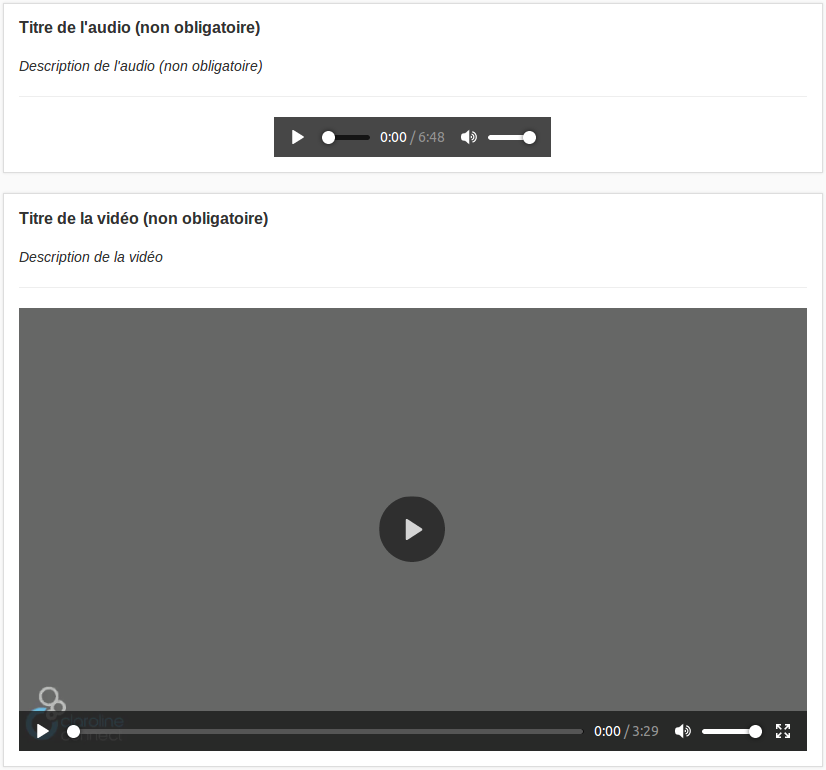 Titre de l'audio (non obligatoire)
Description de l'audio (non obligatoire)
0:00 / 6:48
Titre de la vidéo (non obligatoire)
Description de la vidéo
claroline
connect
0:00 / 3:29